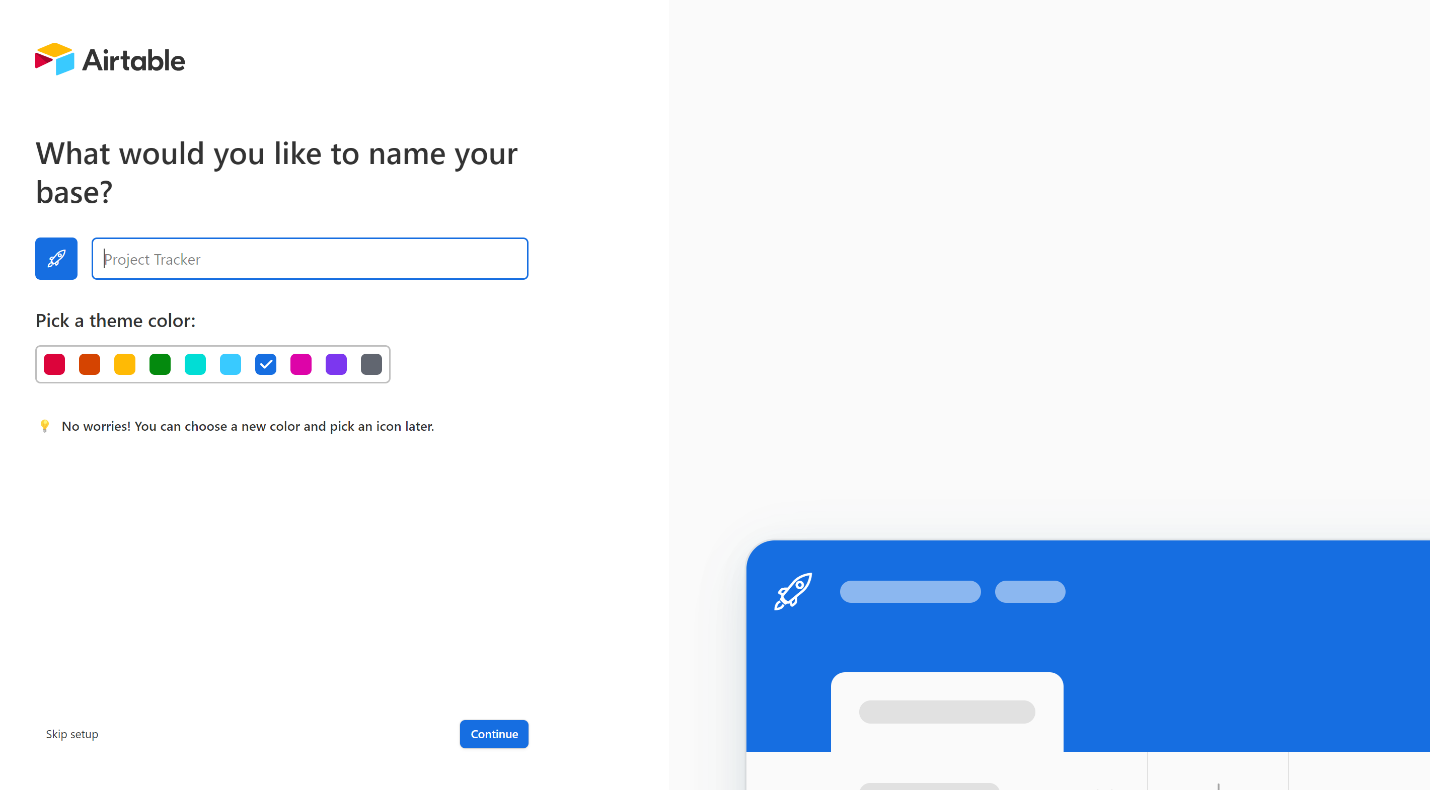 Airtable
What would you like to name your
base?
Project Tracker
Pick a theme color:
No worries! You can choose a new color and pick an icon later.
Skip setup
Continue